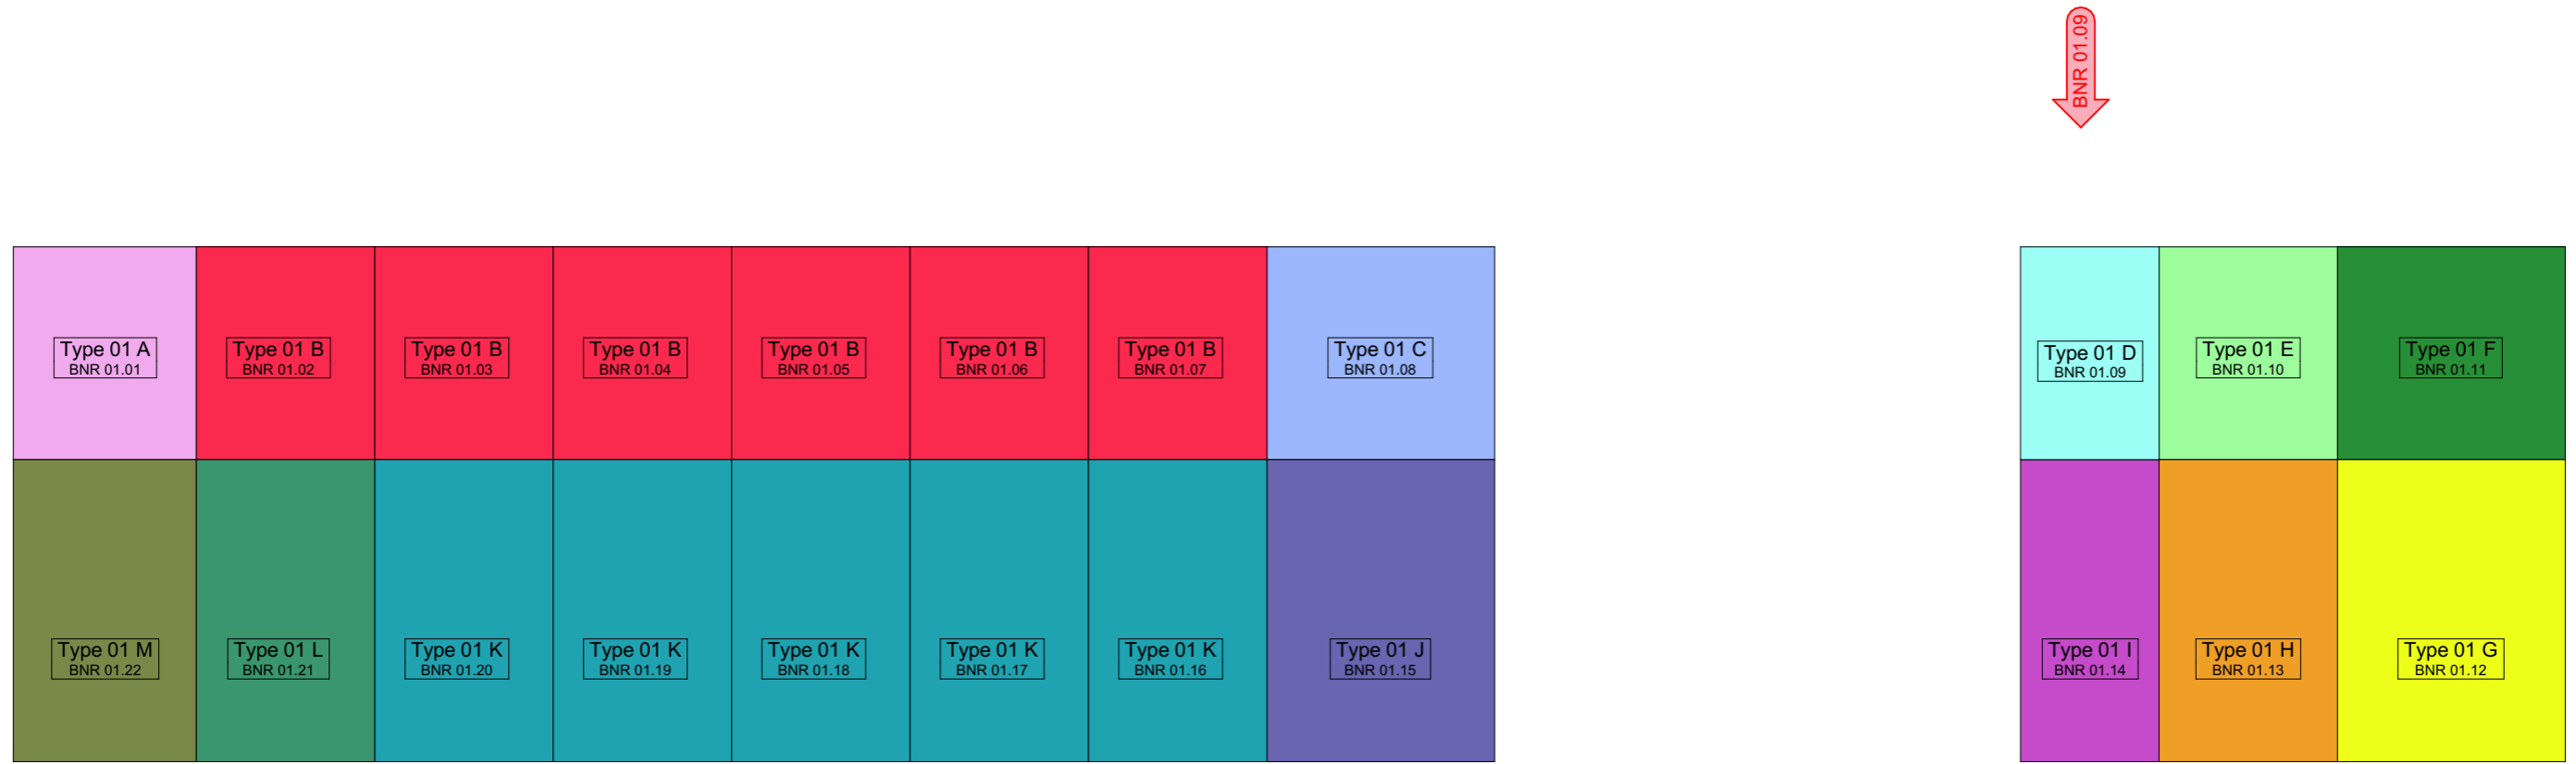 BNR 01.09
Type 01 A
BNR 01.01
Type 01 B
BNR 01.02
Type 01 B
BNR 01.03
Type 01 B
BNR 01.04
Type 01 B
BNR 01.05
Type 01 B
BNR 01.06
Type 01 B
BNR 01.07
Type 01 C
BNR 01.08
Type 01 D
BNR 01.09
Type 01 E
BNR 01.10
Type 01 F
BNR 01.11
Type 01 M
BNR 01.22
Type 01 L
BNR 01.21
Type 01 K
BNR 01.20
Type 01 K
BNR 01.19
Type 01 K
BNR 01.18
Type 01 K
BNR 01.17
Type 01 K
BNR 01.16
Type 01 J
BNR 01.15
Type 01 I
BNR 01.14
Type 01 H
BNR 01.13
Type 01 G
BNR 01.12